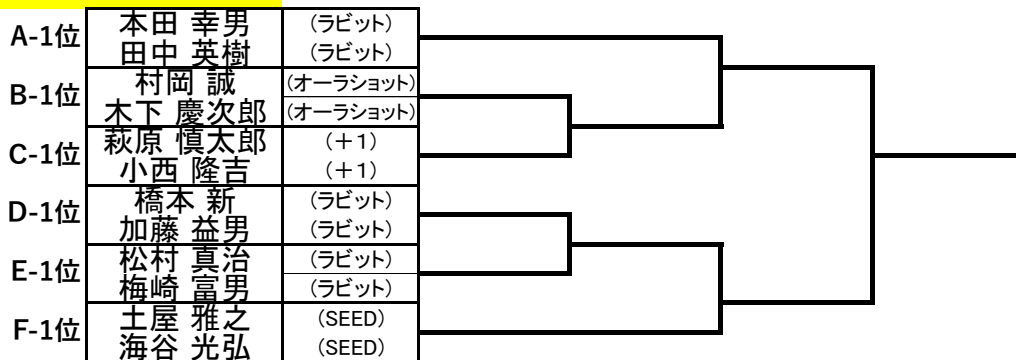 A-1位
本田 幸男 (ラビット)
田中 英樹 (ラビット)
B-1位
村岡 誠 (オーラショット)
木下 慶次郎 (オーラショット)
C-1位
萩原 慎太郎 (+1)
小西 隆吉 (+1)
D-1位
橋本 新 (ラビット)
加藤 益男 (ラビット)
E-1位
松村 真治 (ラビット)
梅崎 富男 (ラビット)
F-1位
土屋 雅之 (SEED)
海谷 光弘 (SEED)